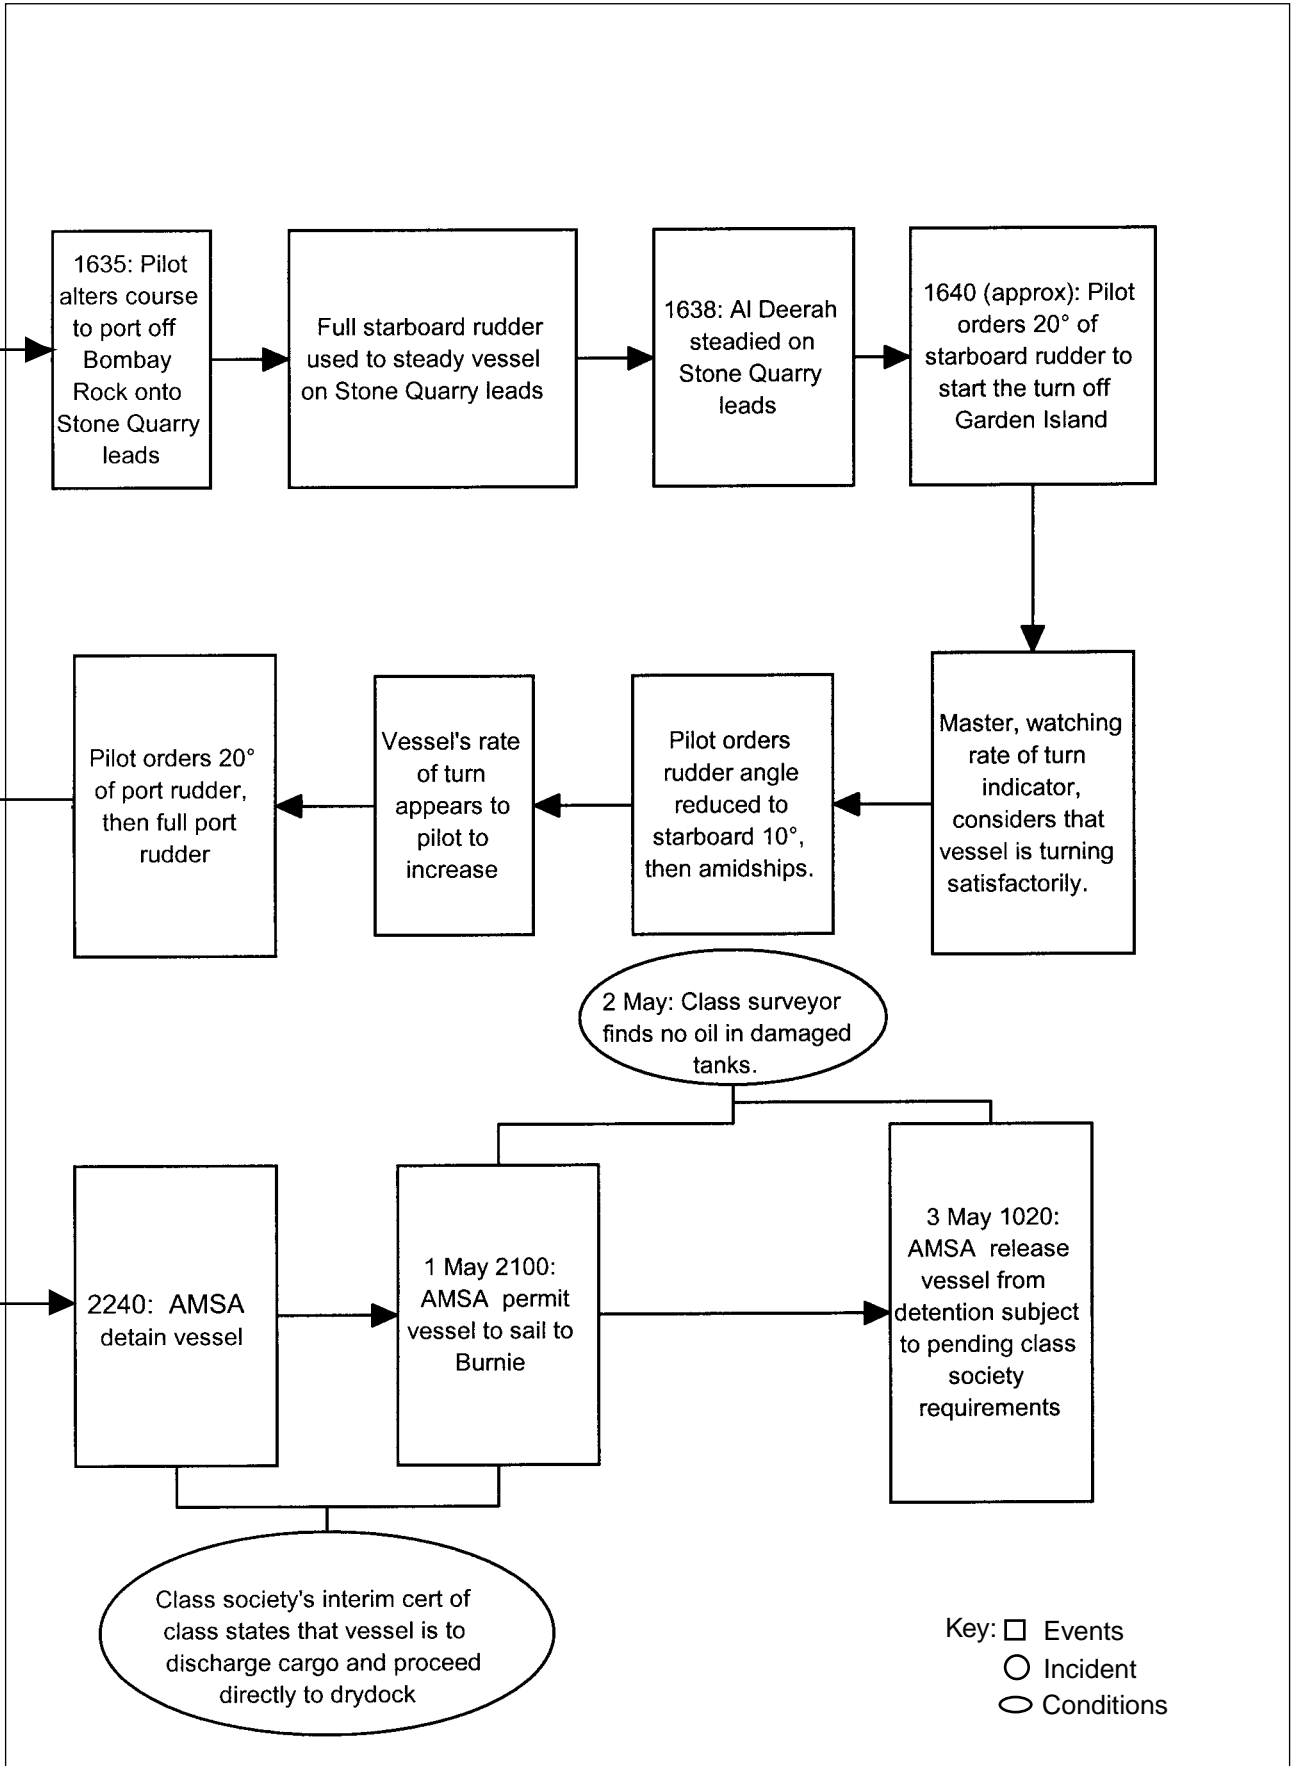 1635: Pilot
alters course
to port off
Bombay
Rock onto
Stone Quarry
leads
Full starboard rudder
used to steady vessel
on Stone Quarry leads
1638: Al Deerah
steadied on
Stone Quarry
leads
1640 (approx): Pilot
orders 20° of
starboard rudder to
start the turn off
Garden Island
Master, watching
rate of turn
indicator,
considers that
vessel is turning
satisfactorily.
Pilot orders
rudder angle
reduced to
starboard 10°,
then amidships.
Vessel's rate
of turn
appears to
pilot to
increase
Pilot orders 20°
of port rudder,
then full port
rudder
2 May: Class surveyor
finds no oil in damaged
tanks.
2240: AMSA
detain vessel
1 May 2100:
AMSA permit
vessel to sail to
Burnie
3 May 1020:
AMSA release
vessel from
detention subject
to pending class
society
requirements
Class society's interim cert of
class states that vessel is to
discharge cargo and proceed
directly to drydock
Key: Events
Incident
Conditions